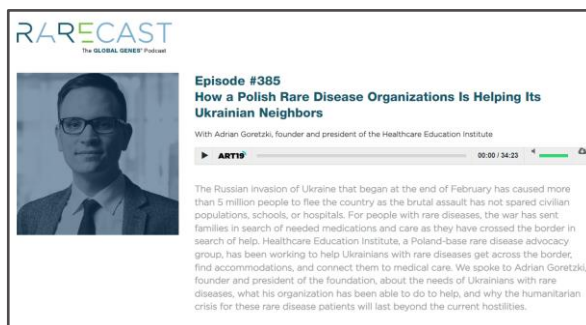 RARECAST
The GLOBAL GENES® Podcast
Episode #385
How a Polish Rare Disease Organizations Is Helping Its
Ukrainian Neighbors
With Adrian Goretzki, founder and president of the Healthcare Education Institute
ART19
00:00 / 34:23
The Russian invasion of Ukraine that began at the end of February has caused more
than 5 million people to flee the country as the brutal assault has not spared civilian
populations, schools, or hospitals. For people with rare diseases, the war has sent
families in search of needed medications and care as they have crossed the border in
search of help. Healthcare Education Institute, a Poland-base rare disease advocacy
group, has been working to help Ukrainians with rare diseases get across the border,
find accommodations, and connect them to medical care. We spoke to Adrian Goretzki,
founder and president of the foundation, about the needs of Ukrainians with rare
diseases, what his organization has been able to do to help, and why the humanitarian
crisis for these rare disease patients will last beyond the current hostilities.